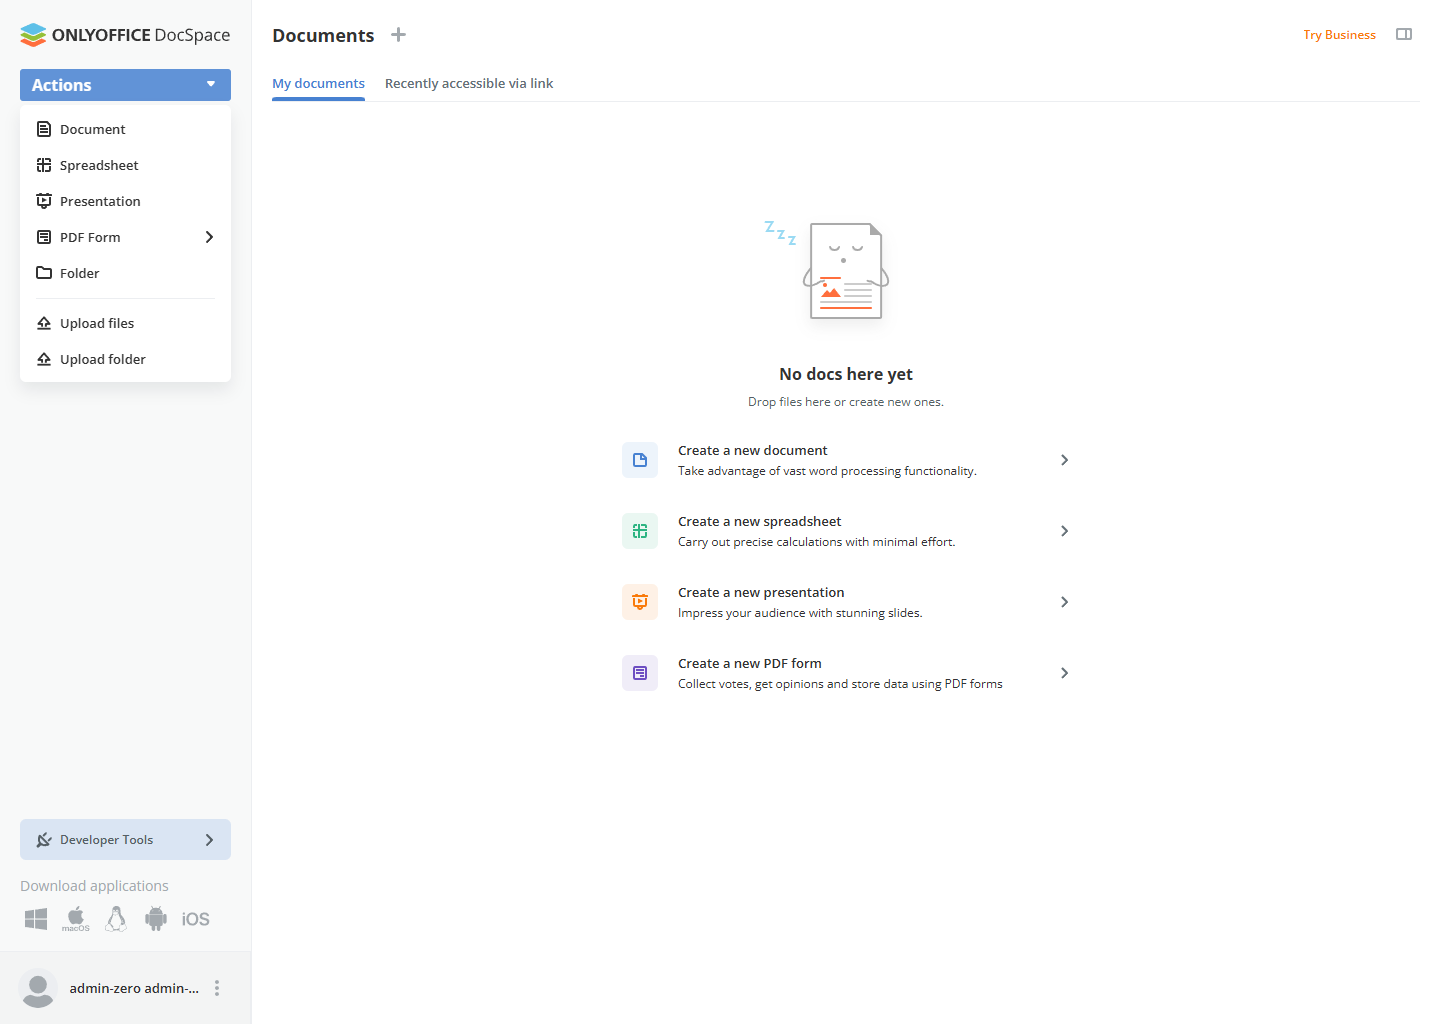 ONLYOFFICE DocSpace
Actions
Document
Spreadsheet
Presentation
PDF Form
Folder
Upload files
Upload folder
Developer Tools
Download applications
macOS
iOS
admin-zero admin-...
Documents
Try Business
My documents
Recently accessible via link
z z z
No docs here yet
Drop files here or create new ones.
Create a new document
Take advantage of vast word processing functionality.
Create a new spreadsheet
Carry out precise calculations with minimal effort.
Create a new presentation
Impress your audience with stunning slides.
Create a new PDF form
Collect votes, get opinions and store data using PDF forms